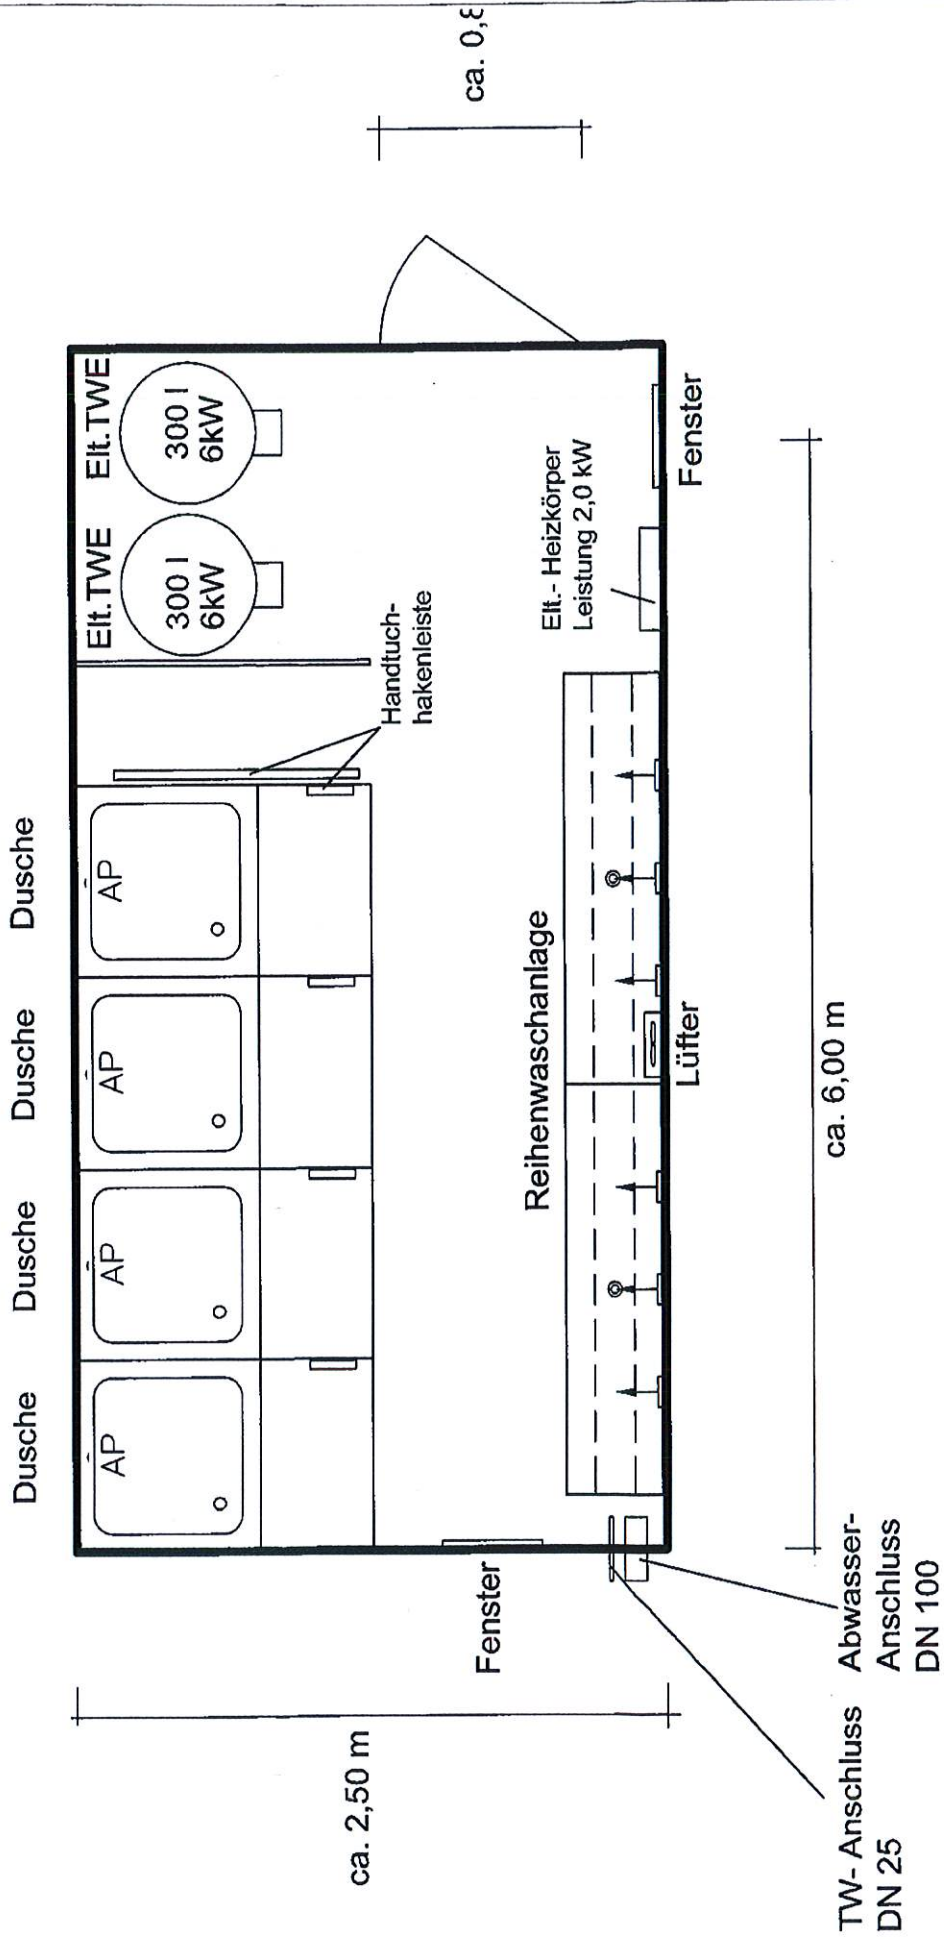 Dusche
Dusche
Dusche
Dusche
AP
AP
AP
AP
Elt.TWE
Elt.TWE
300 l
6kW
300 l
6kW
Handtuch-
hakenleiste
Elt.- Heizkörper
Leistung 2,0 kW
Reihenwaschanlage
Fenster
Lüfter
Fenster
ca. 2,50 m
ca. 6,00 m
ca. 0,8
TW- Anschluss
DN 25
Abwasser-
Anschluss
DN 100